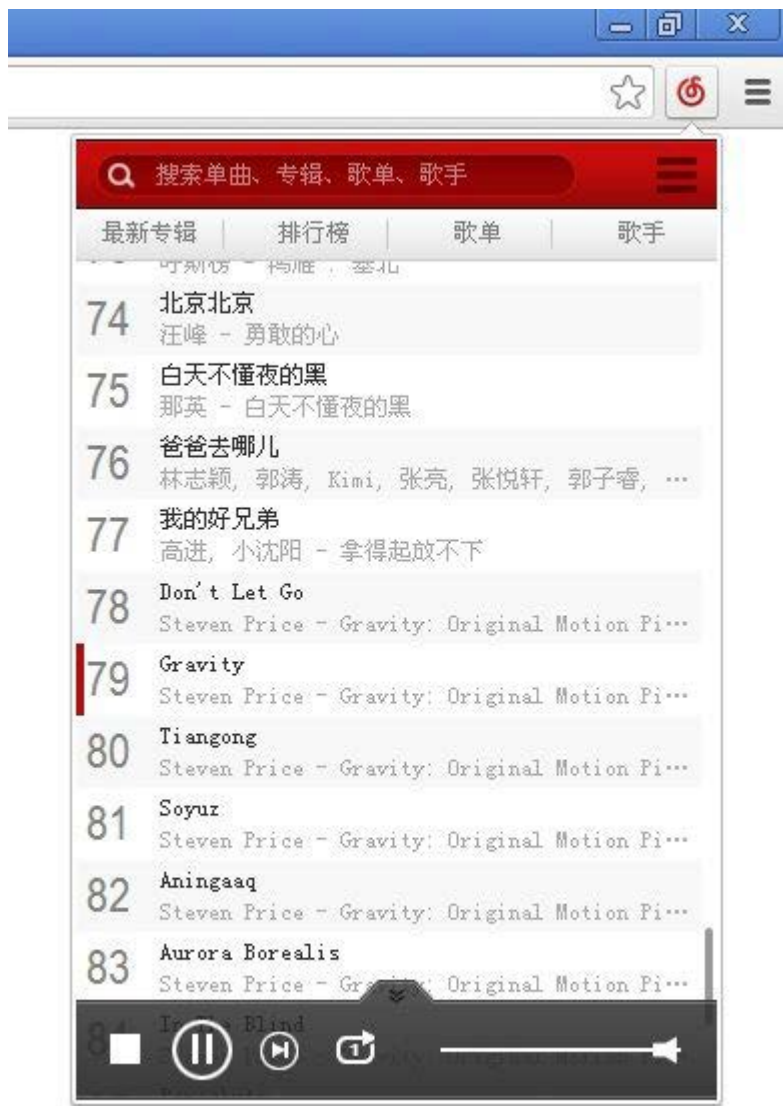 搜索单曲、专辑、歌单、歌手
最新专辑 排行榜 歌单 歌手
74 北京北京
汪峰 - 勇敢的心
75 白天不懂夜的黑
那英 - 白天不懂夜的黑
76 爸爸去哪儿
林志颖, 郭涛, Kimi, 张亮, 张悦轩, 郭子睿, …
77 我的好兄弟
高进, 小沈阳 - 拿得起放不下
78 Don't Let Go
Steven Price - Gravity: Original Motion Pi…
79 Gravity
Steven Price - Gravity: Original Motion Pi…
80 Tiangong
Steven Price - Gravity: Original Motion Pi…
81 Soyuz
Steven Price - Gravity: Original Motion Pi…
82 Aningaaq
Steven Price - Gravity: Original Motion Pi…
83 Aurora Borealis
Steven Price - Gravity: Original Motion Pi…
84 In The Blind
1